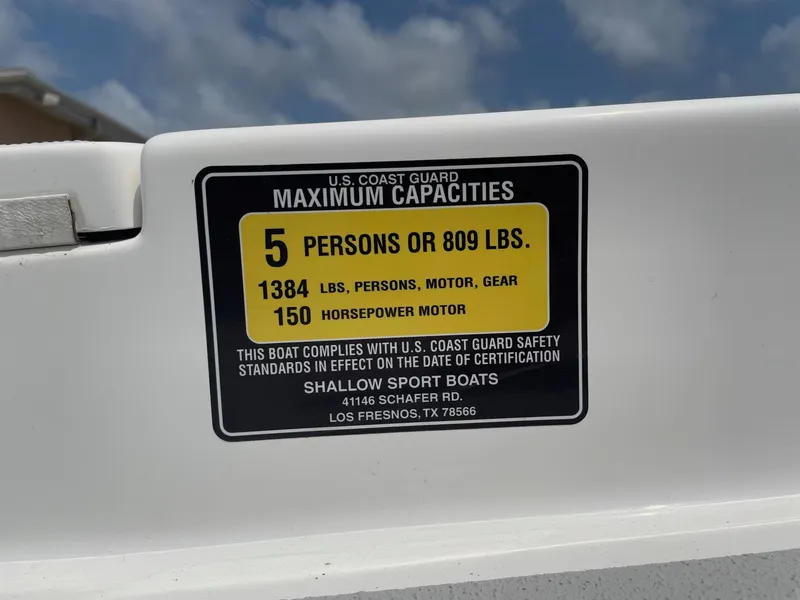 U.S. COAST GUARD
MAXIMUM CAPACITIES
5 PERSONS OR 809 LBS.
1384 LBS, PERSONS, MOTOR, GEAR
150 HORSEPOWER MOTOR
THIS BOAT COMPLIES WITH U.S. COAST GUARD SAFETY
STANDARDS IN EFFECT ON THE DATE OF CERTIFICATION
SHALLOW SPORT BOATS
41146 SCHAFER RD.
LOS FRESNOS, TX 78566